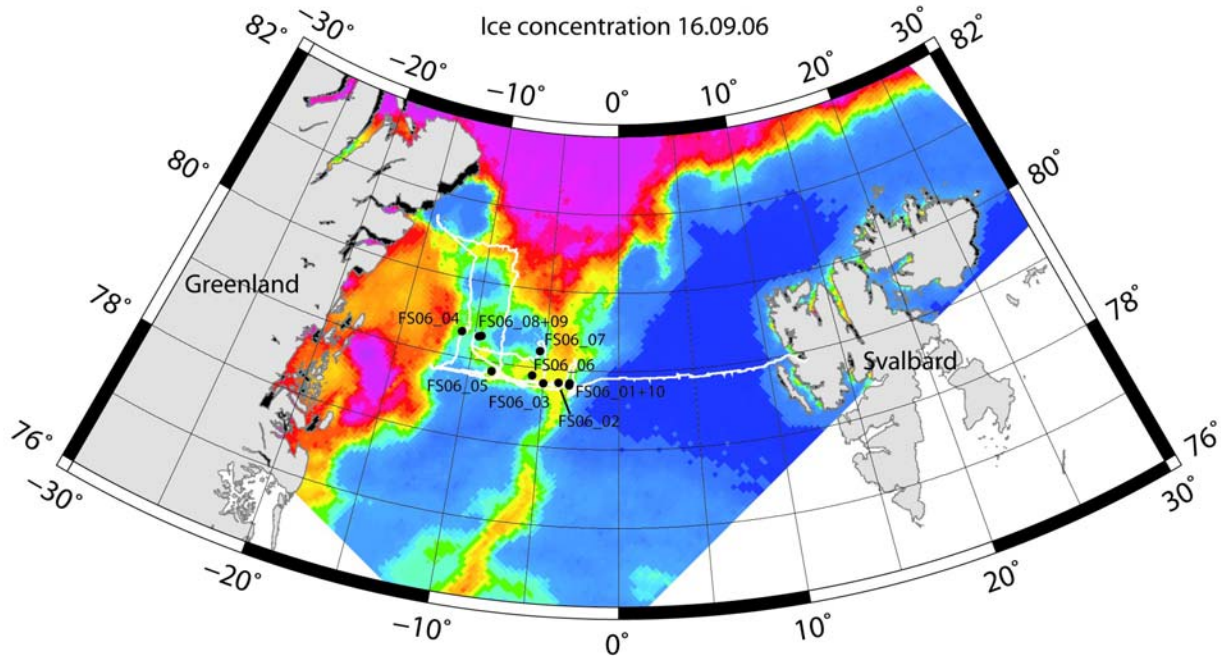 Ice concentration 16.09.06
−30˚
−20˚
−10˚
0˚
10˚
20˚
30˚
82˚
82˚
80˚
80˚
78˚
78˚
76˚
76˚
Greenland
Svalbard
FS06_04
FS06_08+09
FS06_07
FS06_06
FS06_05
FS06_03
FS06_01+10
FS06_02
−30˚
−20˚
−10˚
0˚
10˚
20˚
30˚